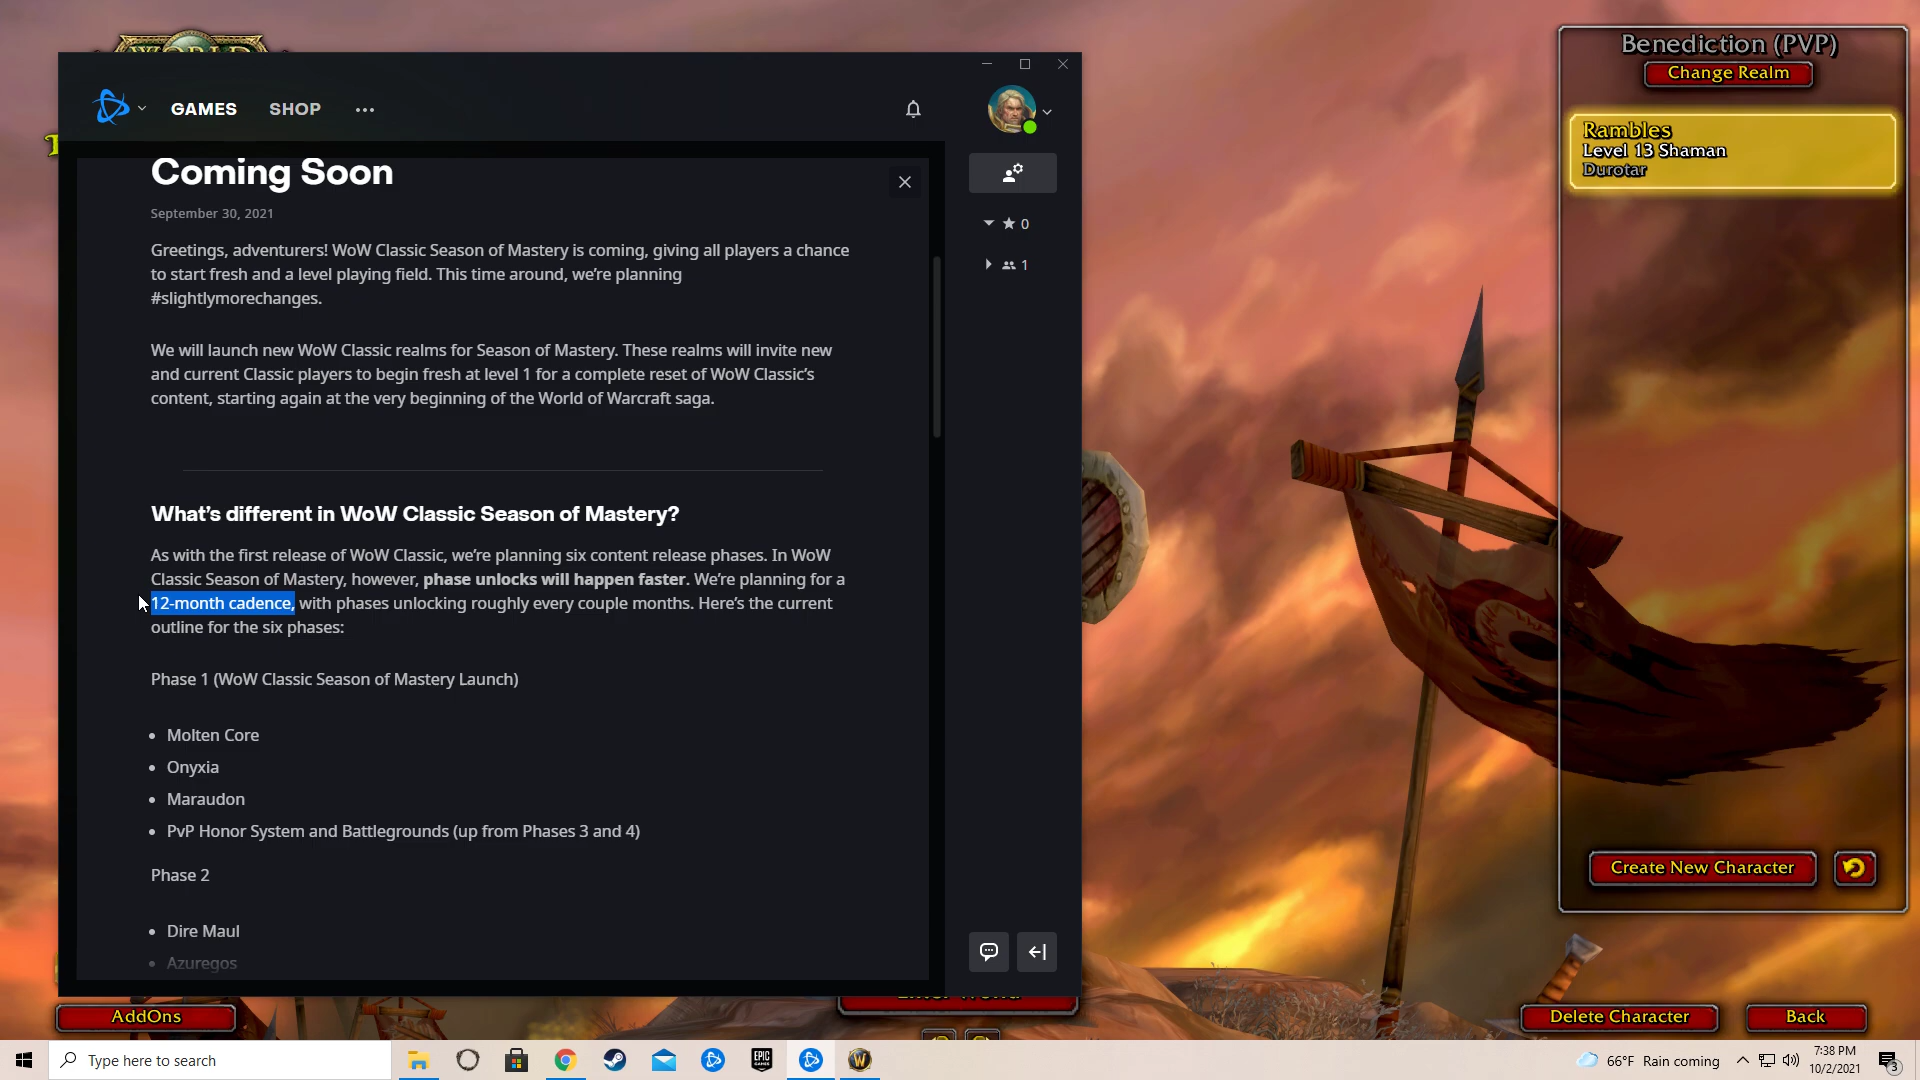 WORLD
GAMES
SHOP
Coming Soon
September 30, 2021
Greetings, adventurers! WoW Classic Season of Mastery is coming, giving all players a chance
to start fresh and a level playing field. This time around, we're planning
#slightlymorechanges.
We will launch new WoW Classic realms for Season of Mastery. These realms will invite new
and current Classic players to begin fresh at level 1 for a complete reset of WoW Classic's
content, starting again at the very beginning of the World of Warcraft saga.
What's different in WoW Classic Season of Mastery?
As with the first release of WoW Classic, we're planning six content release phases. In WoW
Classic Season of Mastery, however, phase unlocks will happen faster. We're planning for a
12-month cadence, with phases unlocking roughly every couple months. Here's the current
outline for the six phases:
Phase 1 (WoW Classic Season of Mastery Launch)
• Molten Core
• Onyxia
• Maraudon
• PvP Honor System and Battlegrounds (up from Phases 3 and 4)
Phase 2
• Dire Maul
• Azuregos
0
1
Benediction (PVP)
Change Realm
Rambles
Level 13 Shaman
Durotar
Create New Character
AddOns
Delete Character
Back
Type here to search
EPIC
GAMES
66°F Rain coming
7:38 PM
10/2/2021
3